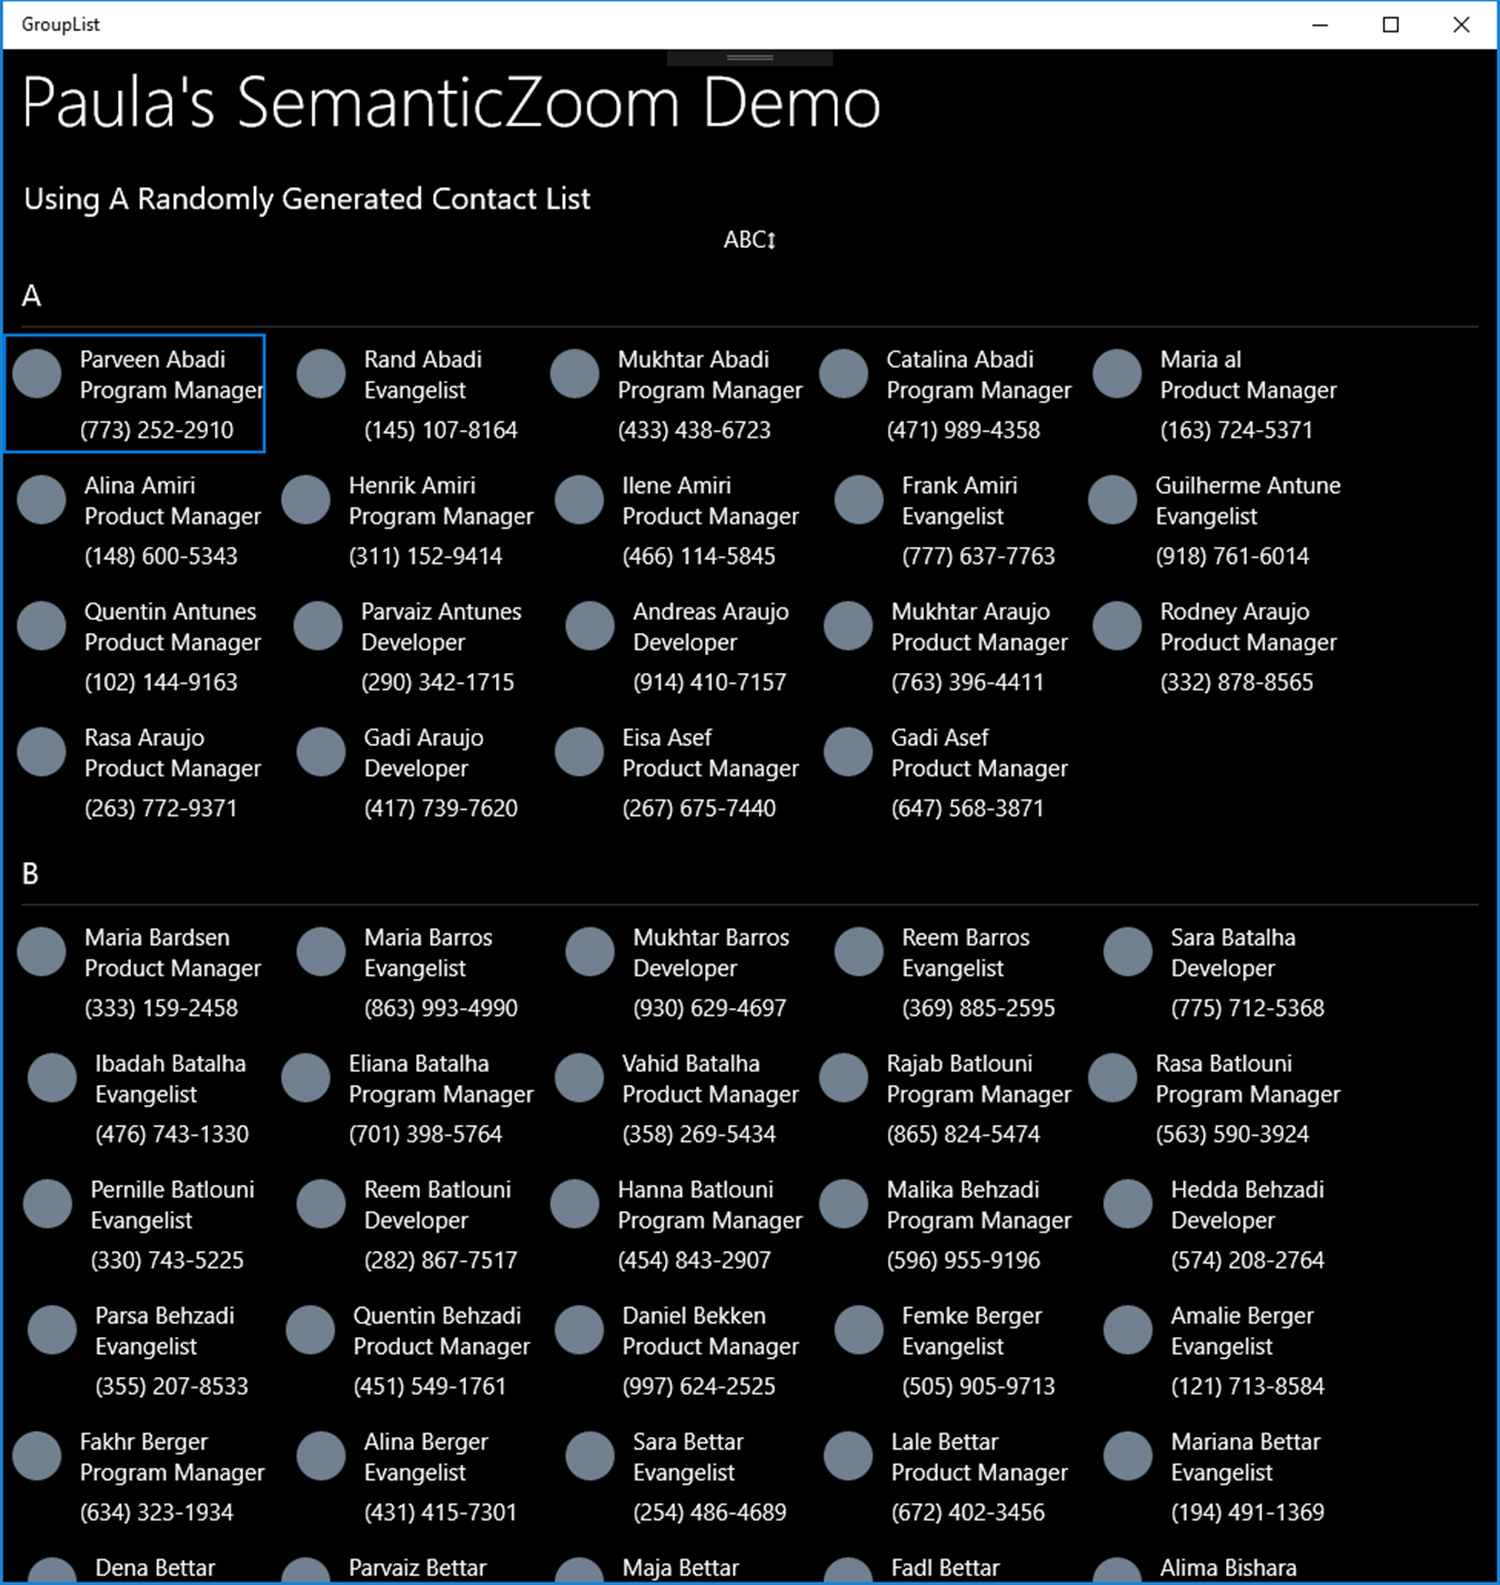 GroupList
Paula's SemanticZoom Demo
Using A Randomly Generated Contact List
ABC↕
A
Parveen Abadi
Program Manager
(773) 252-2910
Rand Abadi
Evangelist
(145) 107-8164
Mukhtar Abadi
Program Manager
(433) 438-6723
Catalina Abadi
Program Manager
(471) 989-4358
Maria al
Product Manager
(163) 724-5371
Alina Amiri
Product Manager
(148) 600-5343
Henrik Amiri
Program Manager
(311) 152-9414
Ilene Amiri
Product Manager
(466) 114-5845
Frank Amiri
Evangelist
(777) 637-7763
Guilherme Antune
Evangelist
(918) 761-6014
Quentin Antunes
Product Manager
(102) 144-9163
Parvaiz Antunes
Developer
(290) 342-1715
Andreas Araujo
Developer
(914) 410-7157
Mukhtar Araujo
Product Manager
(763) 396-4411
Rodney Araujo
Product Manager
(332) 878-8565
Rasa Araujo
Product Manager
(263) 772-9371
Gadi Araujo
Developer
(417) 739-7620
Eisa Asef
Product Manager
(267) 675-7440
Gadi Asef
Product Manager
(647) 568-3871
B
Maria Bardsen
Product Manager
(333) 159-2458
Maria Barros
Evangelist
(863) 993-4990
Mukhtar Barros
Developer
(930) 629-4697
Reem Barros
Evangelist
(369) 885-2595
Sara Batalha
Developer
(775) 712-5368
Ibadah Batalha
Evangelist
(476) 743-1330
Eliana Batalha
Program Manager
(701) 398-5764
Vahid Batalha
Product Manager
(358) 269-5434
Rajab Batlouni
Program Manager
(865) 824-5474
Rasa Batlouni
Program Manager
(563) 590-3924
Pernille Batlouni
Evangelist
(330) 743-5225
Reem Batlouni
Developer
(282) 867-7517
Hanna Batlouni
Program Manager
(454) 843-2907
Malika Behzadi
Program Manager
(596) 955-9196
Hedda Behzadi
Developer
(574) 208-2764
Parsa Behzadi
Evangelist
(355) 207-8533
Quentin Behzadi
Product Manager
(451) 549-1761
Daniel Bekken
Product Manager
(997) 624-2525
Femke Berger
Evangelist
(505) 905-9713
Amalie Berger
Evangelist
(121) 713-8584
Fakhr Berger
Program Manager
(634) 323-1934
Alina Berger
Evangelist
(431) 415-7301
Sara Bettar
Evangelist
(254) 486-4689
Lale Bettar
Product Manager
(672) 402-3456
Mariana Bettar
Evangelist
(194) 491-1369
Dena Bettar
Parvaiz Bettar
Maja Bettar
Fadl Bettar
Alima Bishara